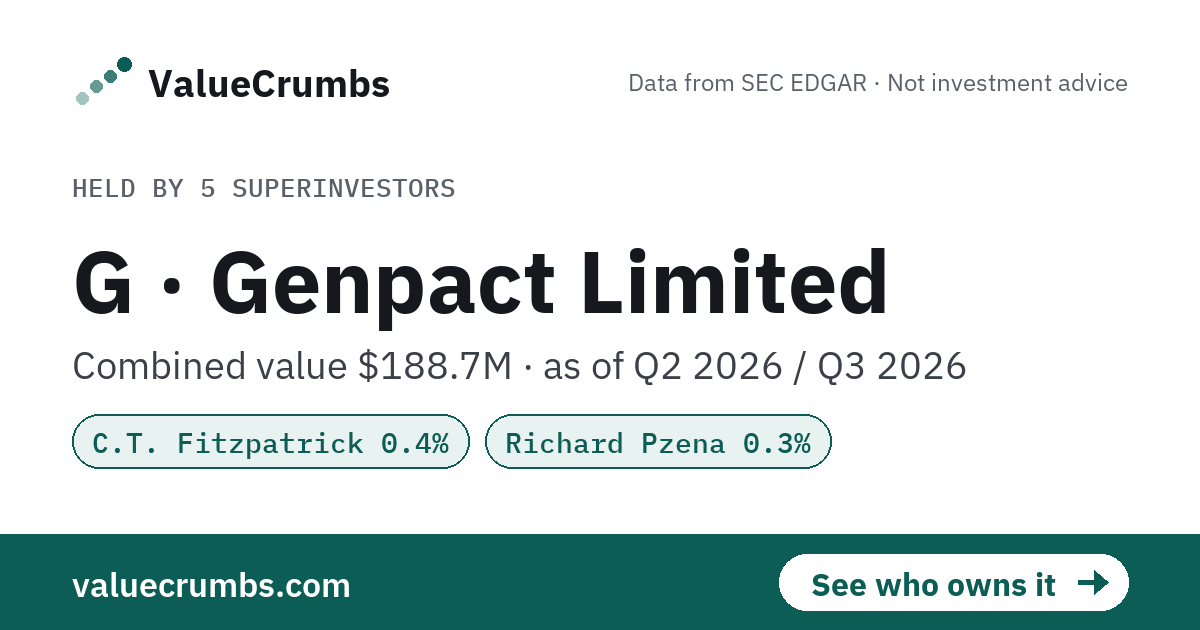 ValueCrumbs
Data from SEC EDGAR · Not investment advice
HELD BY 5 SUPERINVESTORS
G · Genpact Limited
Combined value $188.7M · as of Q2 2026 / Q3 2026
C.T. Fitzpatrick 0.4%
Richard Pzena 0.3%
valuecrumbs.com
See who owns it →